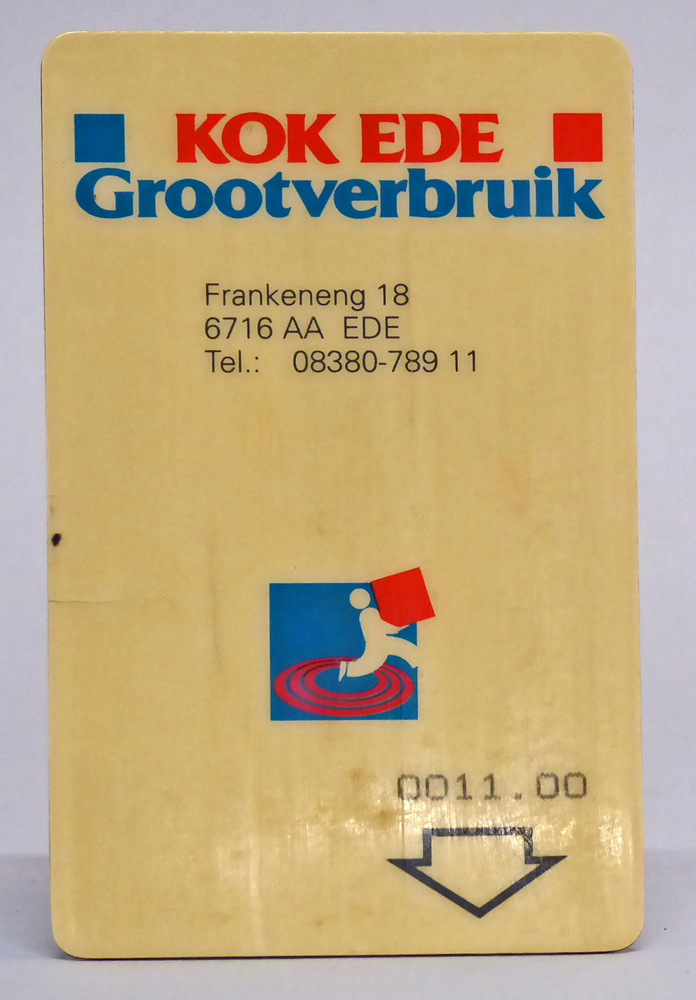 KOK EDE
Grootverbruik
Frankeneng 18
6716 AA EDE
Tel.: 08380-789 11
0011.00